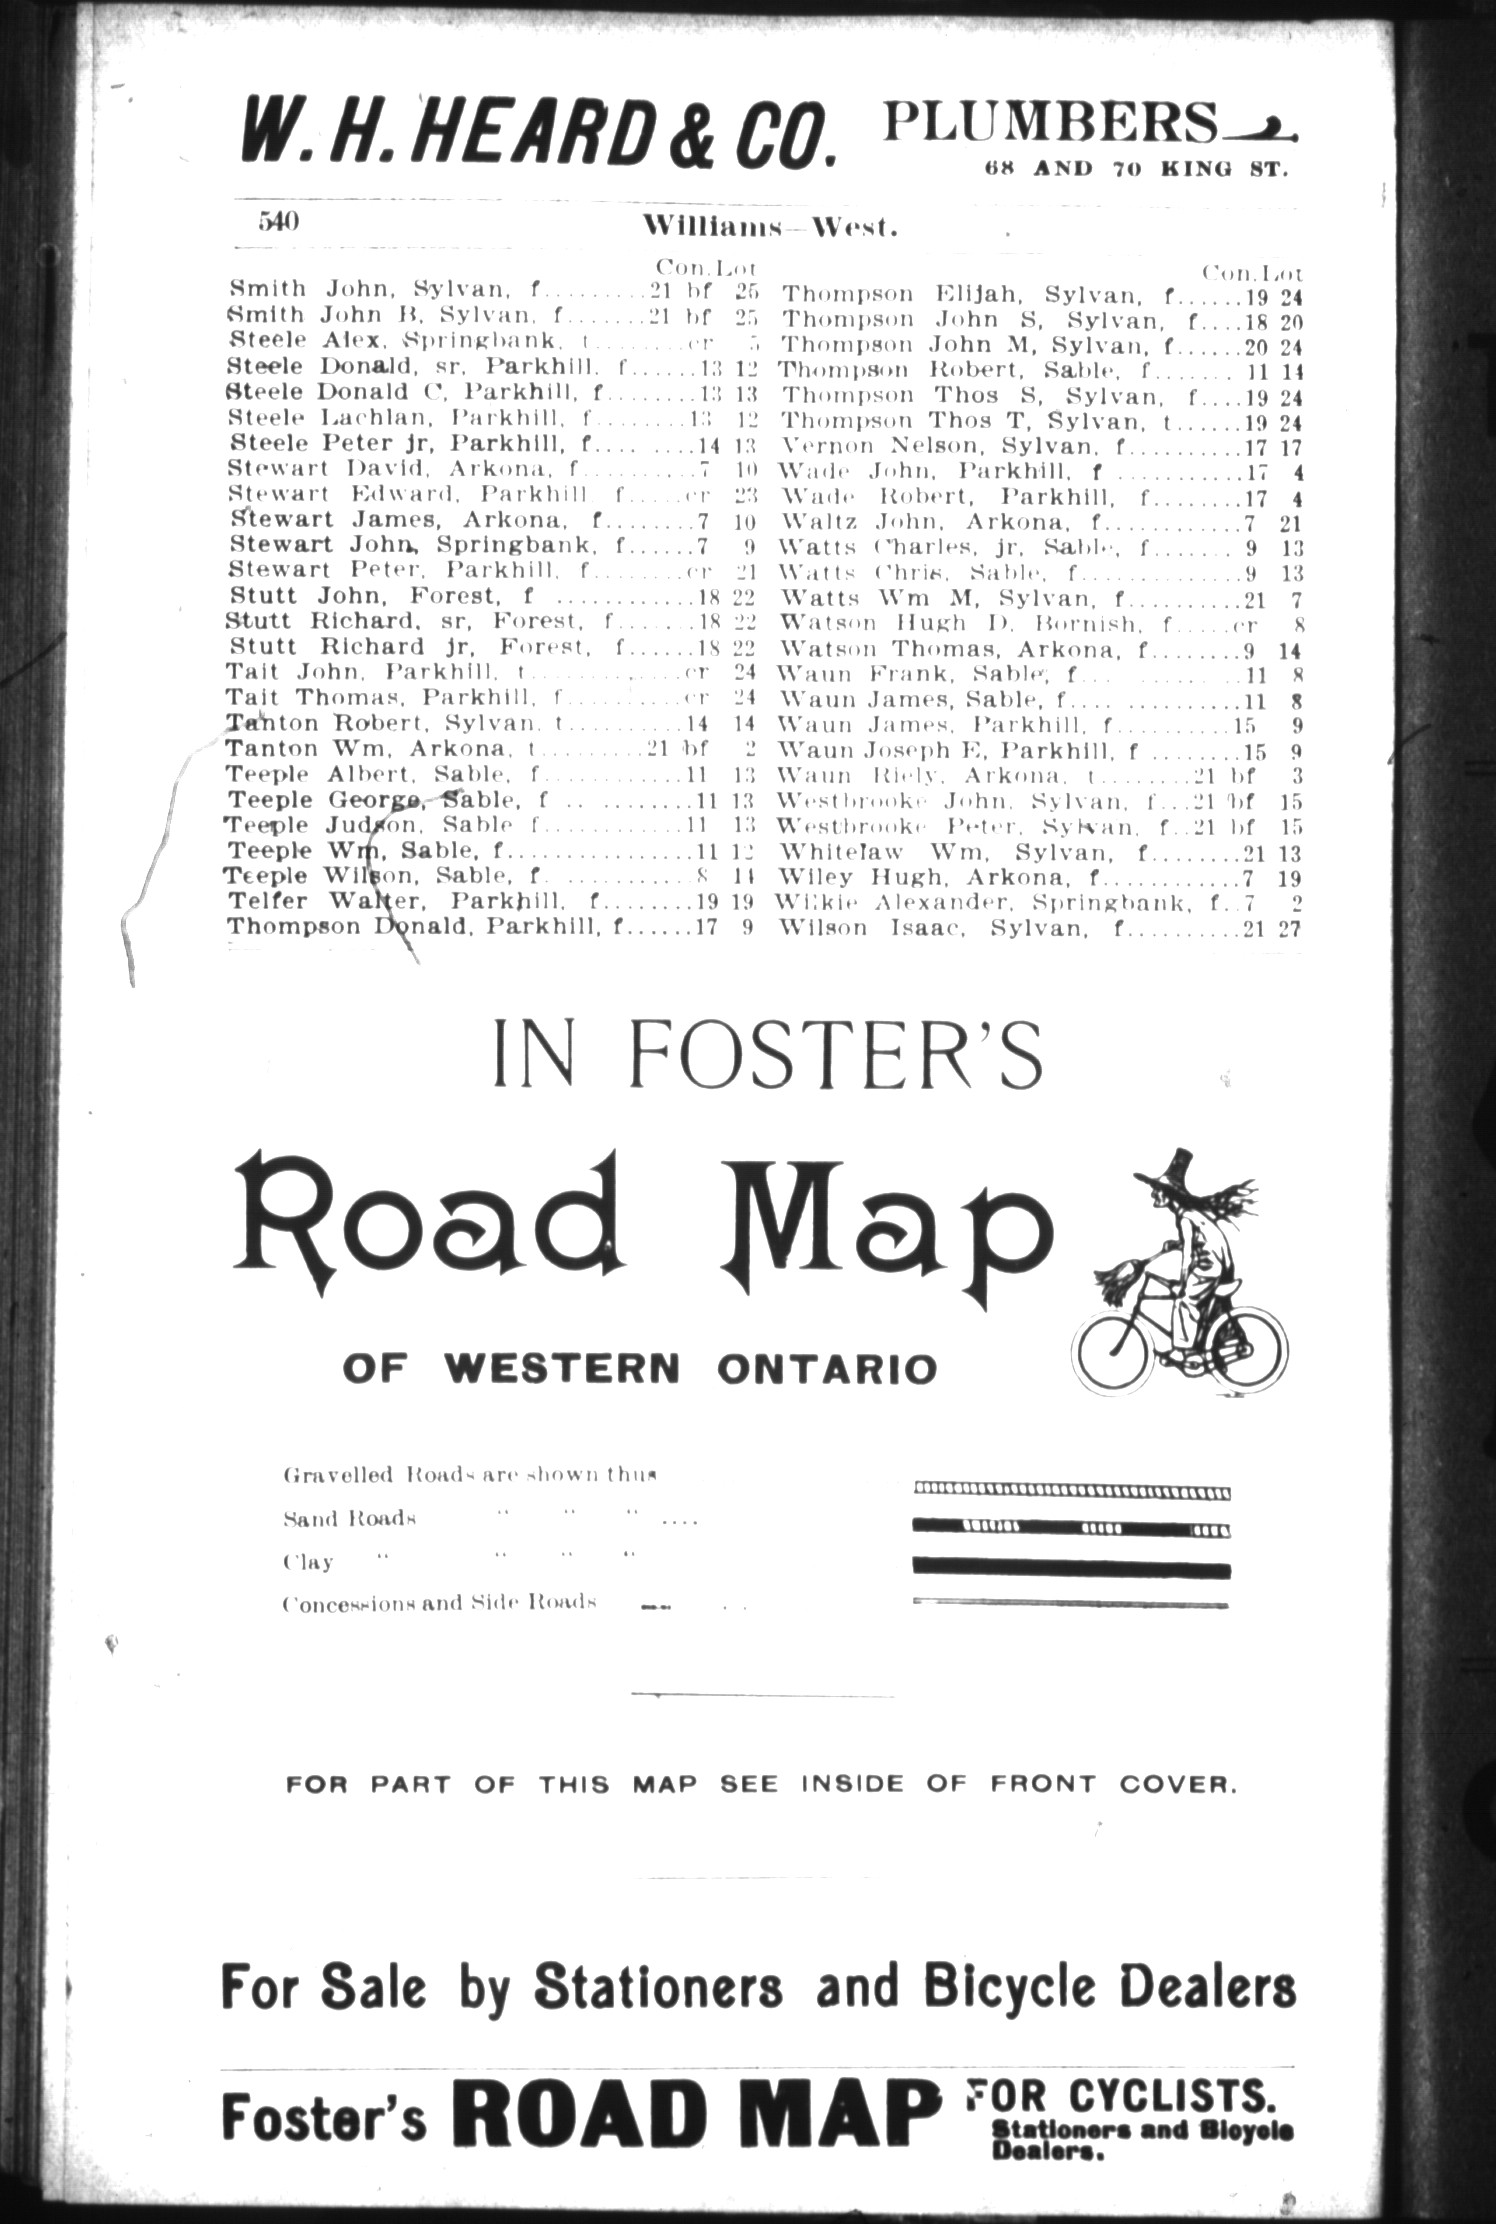 W. H. HEARD & CO. PLUMBERS
68 AND 70 KING ST.
540 Williams—West.
Con. Lot
Smith John, Sylvan, f.........21 bf 25
Smith John B, Sylvan, f.......21 bf 25
Steele Alex, Springbank, t.........cr 5
Steele Donald, sr, Parkhill, f......13 12
Steele Donald C, Parkhill, f........13 13
Steele Lachlan, Parkhill, f........13 12
Steele Peter jr, Parkhill, f.... .....14 13
Stewart David, Arkona, f..........7 10
Stewart Edward, Parkhill f.....cr 23
Stewart James, Arkona, f........7 10
Stewart John, Springbank, f......7 9
Stewart Peter, Parkhill, f........cr 21
Stutt John, Forest, f ............18 22
Stutt Richard, sr, Forest, f.......18 22
Stutt Richard jr, Forest, f......18 22
Tait John, Parkhill, t..............cr 24
Tait Thomas, Parkhill, f..........cr 24
Tanton Robert, Sylvan, t..........14 14
Tanton Wm, Arkona, t.........21 bf 2
Teeple Albert, Sable, f............11 13
Teeple George, Sable, f .. .........11 13
Teeple Judson, Sable f............11 13
Teeple Wm, Sable, f................11 12
Teeple Wilson, Sable, f. ...........8 14
Telfer Walter, Parkhill, f........19 19
Thompson Donald, Parkhill, f......17 9
Con. Lot
Thompson Elijah, Sylvan, f......19 24
Thompson John S, Sylvan, f....18 20
Thompson John M, Sylvan, f......20 24
Thompson Robert, Sable, f....... 11 14
Thompson Thos S, Sylvan, f....19 24
Thompson Thos T, Sylvan, t......19 24
Vernon Nelson, Sylvan, f..........17 17
Wade John, Parkhill, f ...........17 4
Wade Robert, Parkhill, f........17 4
Waltz John, Arkona, f............7 21
Watts Charles, jr, Sable, f....... 9 13
Watts Chris, Sable, f..............9 13
Watts Wm M, Sylvan, f..........21 7
Watson Hugh D, Bornish, f.....cr 8
Watson Thomas, Arkona, f........9 14
Waun Frank, Sable, f... ..........11 8
Waun James, Sable, f.... ..........11 8
Waun James, Parkhill, f..........15 9
Waun Joseph E, Parkhill, f ........15 9
Waun Riely, Arkona, t........21 bf 3
Westbrooke John, Sylvan, f...21 bf 15
Westbrooke Peter, Sylvan, f..21 bf 15
Whitelaw Wm, Sylvan, f........21 13
Wiley Hugh, Arkona, f............7 19
Wilkie Alexander, Springbank, f..7 2
Wilson Isaac, Sylvan, f..........21 27
IN FOSTER'S
Road Map
OF WESTERN ONTARIO
Gravelled Roads are shown thus
Sand Roads " " " ....
Clay " " " "
Concessions and Side Roads
FOR PART OF THIS MAP SEE INSIDE OF FRONT COVER.
For Sale by Stationers and Bicycle Dealers
Foster's ROAD MAP FOR CYCLISTS.
Stationers and Bicycle
Dealers.